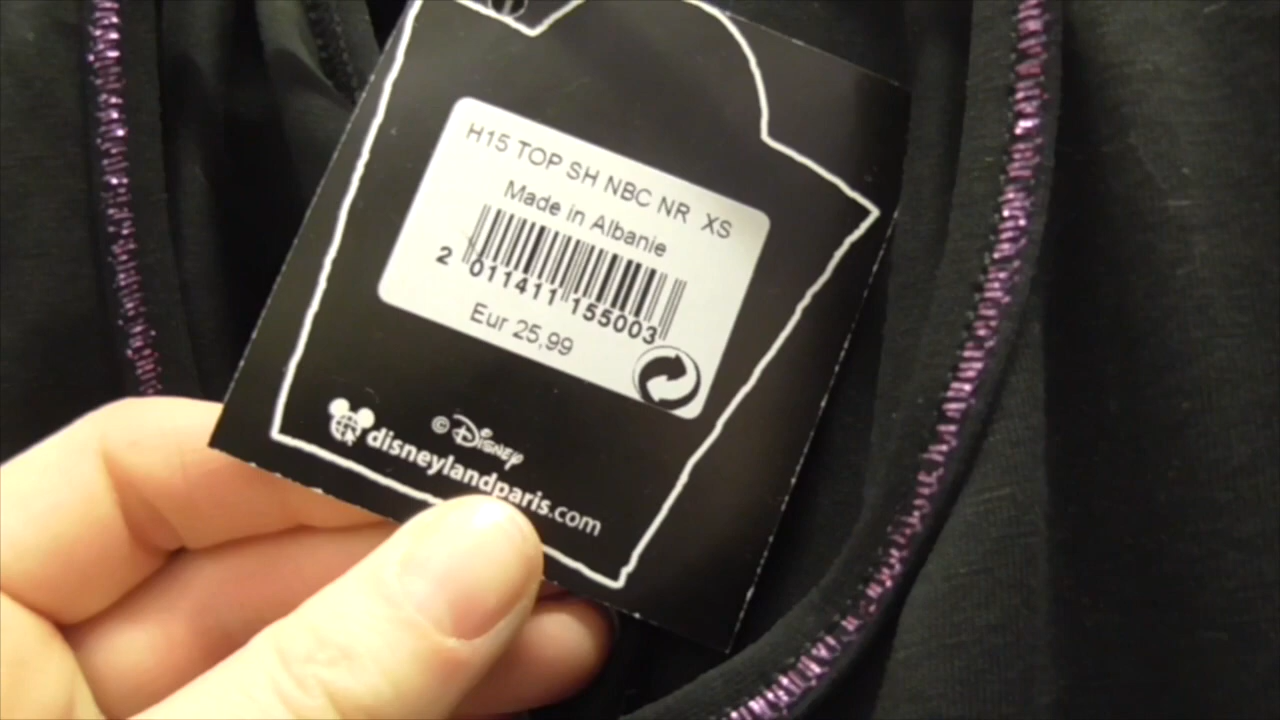 H15 TOP SH NBC NR XS
Made in Albanie
2 011411 155003
Eur 25,99
© Disney
disneylandparis.com